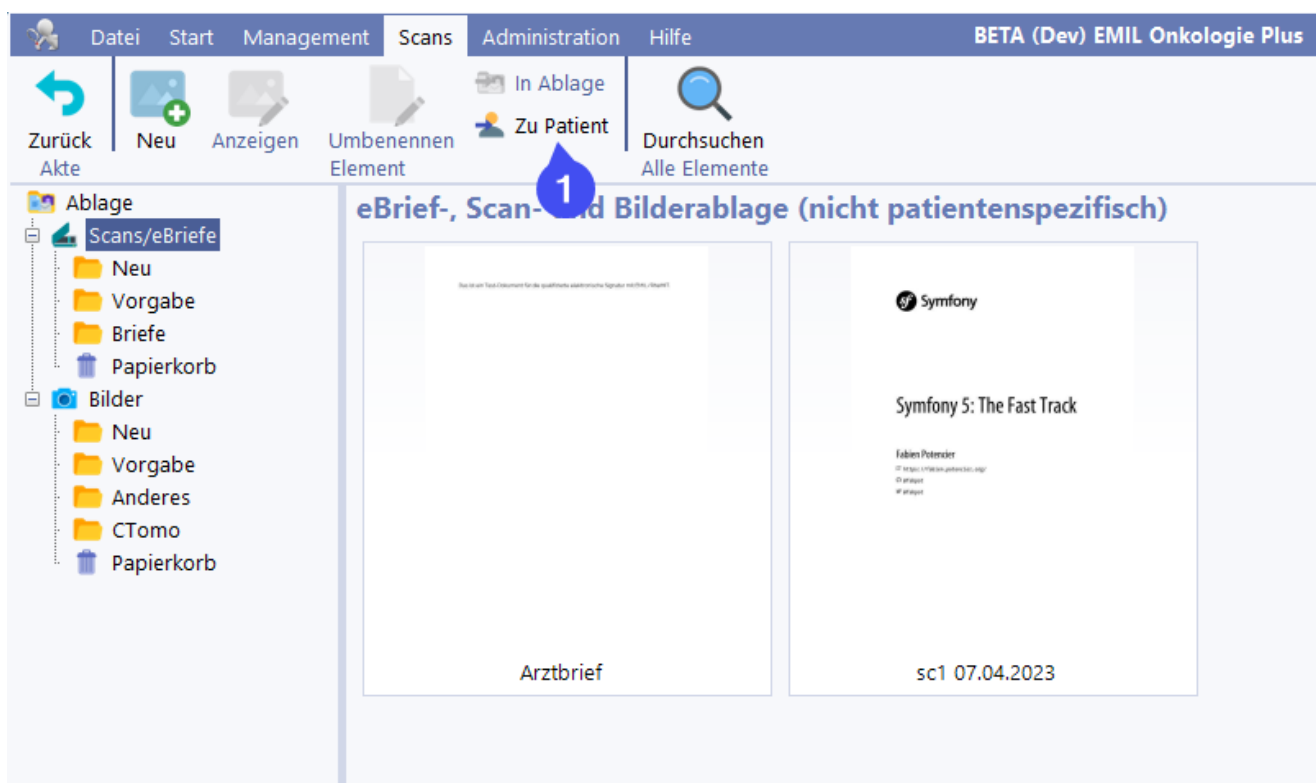 Datei Start Management Scans Administration Hilfe BETA (Dev) EMIL Onkologie Plus
Zurück Neu Anzeigen Umbenennen In Ablage Zu Patient Durchsuchen
Akte Element Alle Elemente
1
Ablage
Scans/eBriefe
Neu
Vorgabe
Briefe
Papierkorb
Bilder
Neu
Vorgabe
Anderes
CTomo
Papierkorb
eBrief-, Scan- und Bilderablage (nicht patientenspezifisch)
Arztbrief
sf Symfony
Symfony 5: The Fast Track
Fabien Potencier
sc1 07.04.2023